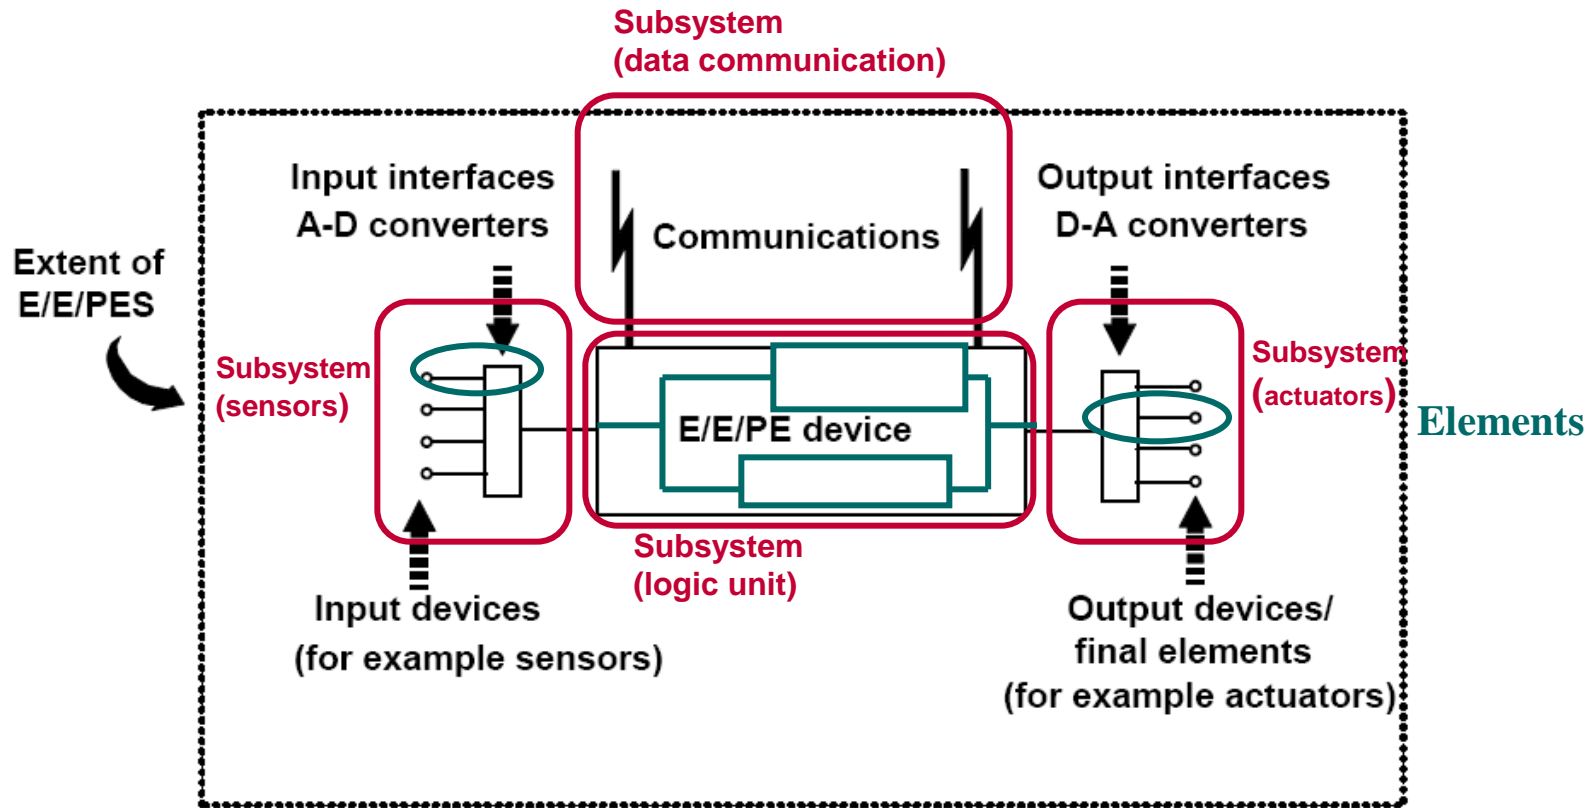 Subsystem
(data communication)
Input interfaces
A-D converters
Output interfaces
D-A converters
Communications
Extent of
E/E/PES
Subsystem
(sensors)
Subsystem
(actuators)
E/E/PE device
Elements
Subsystem
(logic unit)
Input devices
(for example sensors)
Output devices/
final elements
(for example actuators)